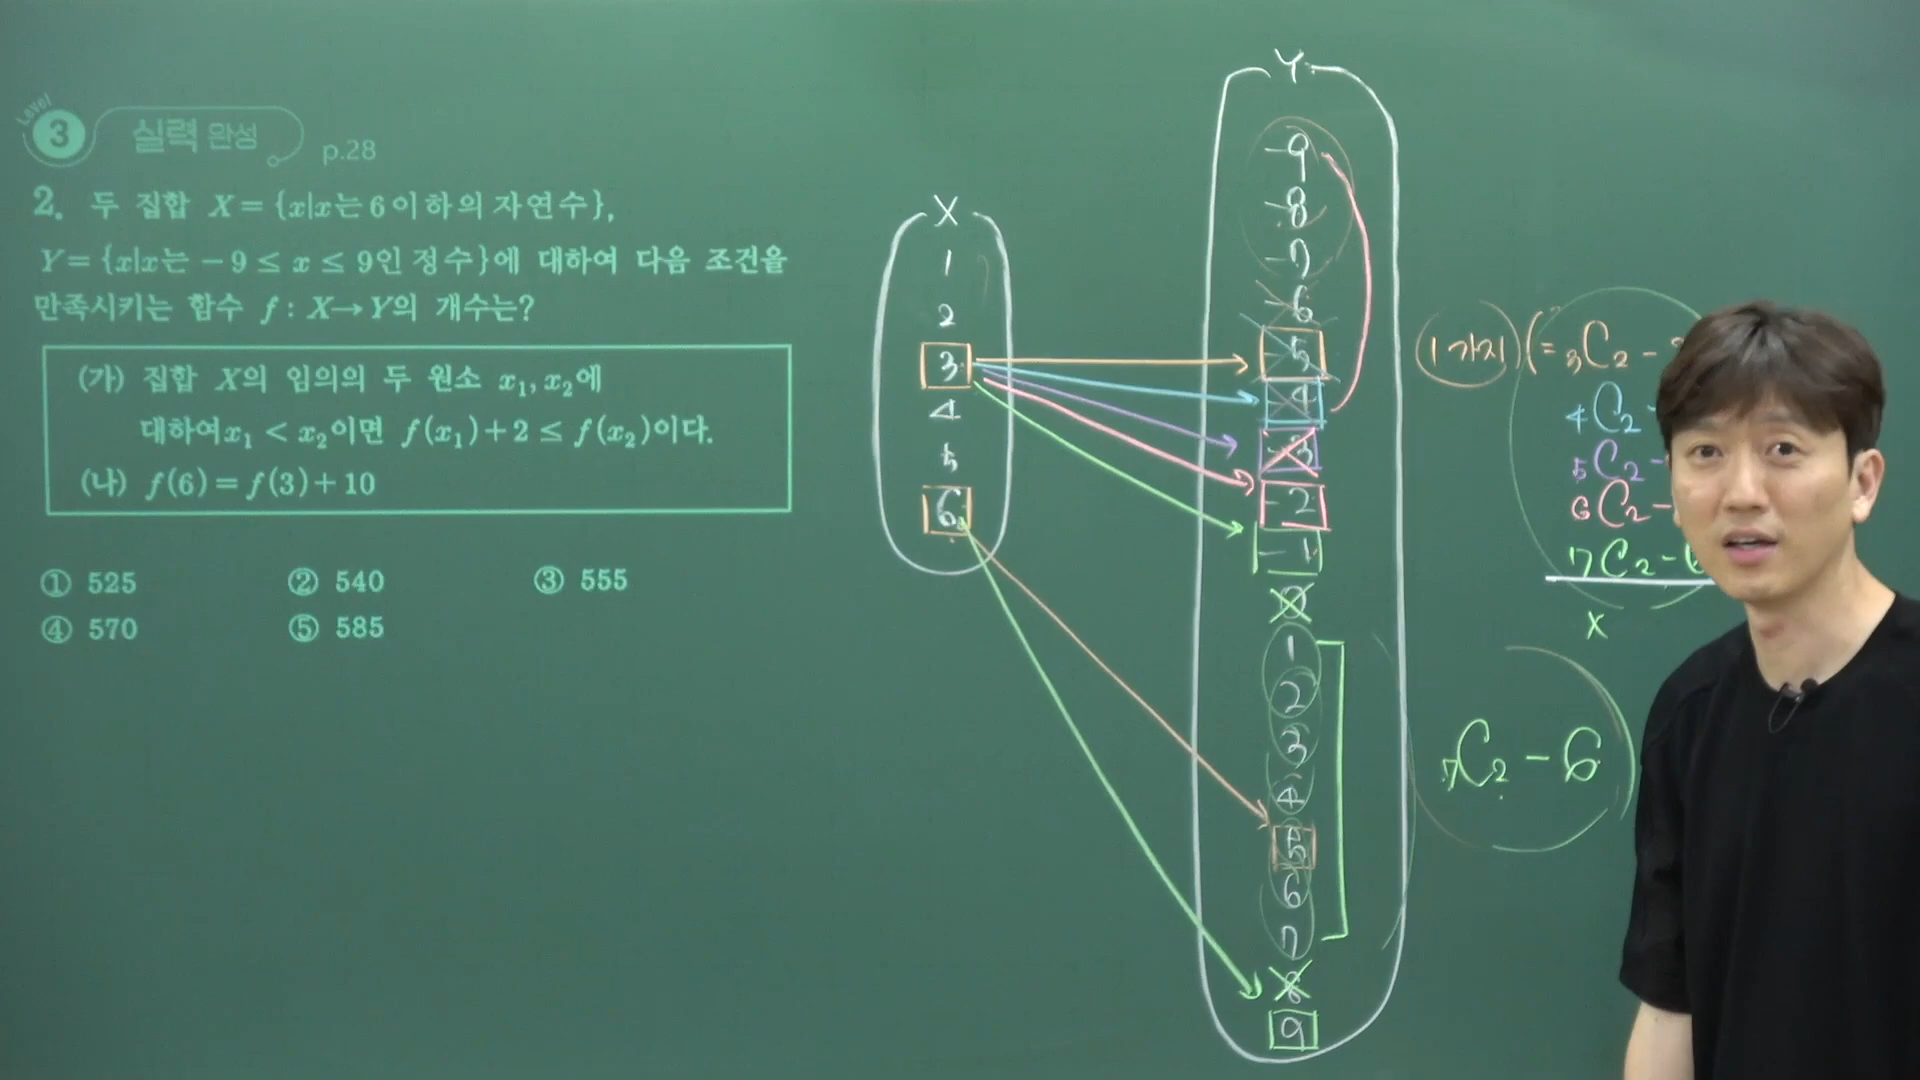 Level 3 실력 완성 p.28
2. 두 집합 X = {x|x는 6 이하의 자연수},
Y = {x|x는 −9 ≤ x ≤ 9인 정수}에 대하여 다음 조건을
만족시키는 함수 f : X → Y의 개수는?
(가) 집합 X의 임의의 두 원소 x₁, x₂에
대하여 x₁ < x₂이면 f(x₁)+2 ≤ f(x₂)이다.
(나) f(6) = f(3)+10
① 525 ② 540 ③ 555
④ 570 ⑤ 585
X
1
2
3
4
5
6
Y
-9
-8
-7
-6
-5
-4
-3
-2
-1
0
1
2
3
4
5
6
7
8
9
1가지 (= ₃C₂ -
₄C₂ -
₅C₂ -
₆C₂ -
₇C₂ - 6
X
₇C₂ - 6